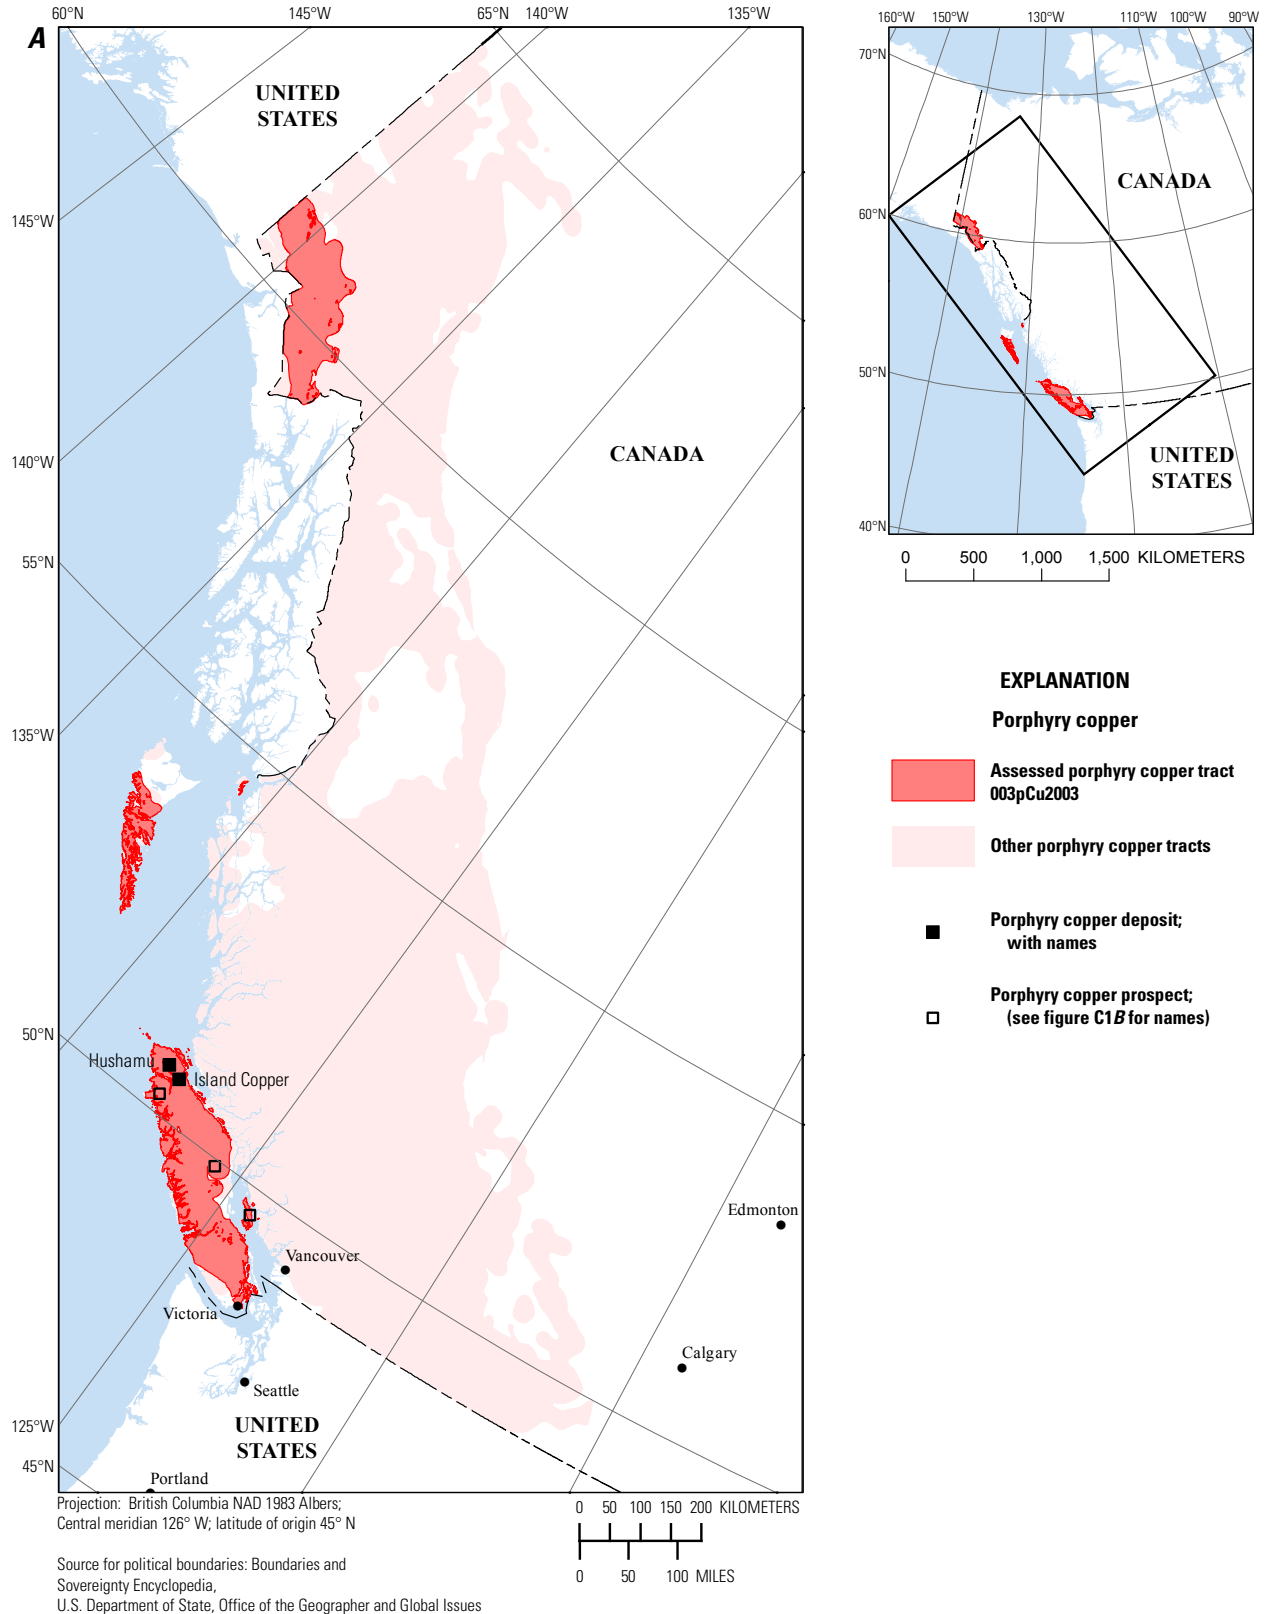 60°N
145°W
65°N
140°W
135°W
A
UNITED
STATES
145°W
CANADA
140°W
55°N
135°W
50°N
Hushamu
Island Copper
Edmonton
Vancouver
Victoria
Calgary
Seattle
125°W
UNITED
STATES
45°N
Portland
Projection: British Columbia NAD 1983 Albers;
Central meridian 126° W; latitude of origin 45° N
0 50 100 150 200 KILOMETERS
0 50 100 MILES
Source for political boundaries: Boundaries and
Sovereignty Encyclopedia,
U.S. Department of State, Office of the Geographer and Global Issues
160°W 150°W 130°W 110°W 100°W 90°W
70°N
CANADA
60°N
50°N
UNITED
STATES
40°N
0 500 1,000 1,500 KILOMETERS
EXPLANATION
Porphyry copper
Assessed porphyry copper tract
003pCu2003
Other porphyry copper tracts
Porphyry copper deposit;
with names
Porphyry copper prospect;
(see figure C1B for names)